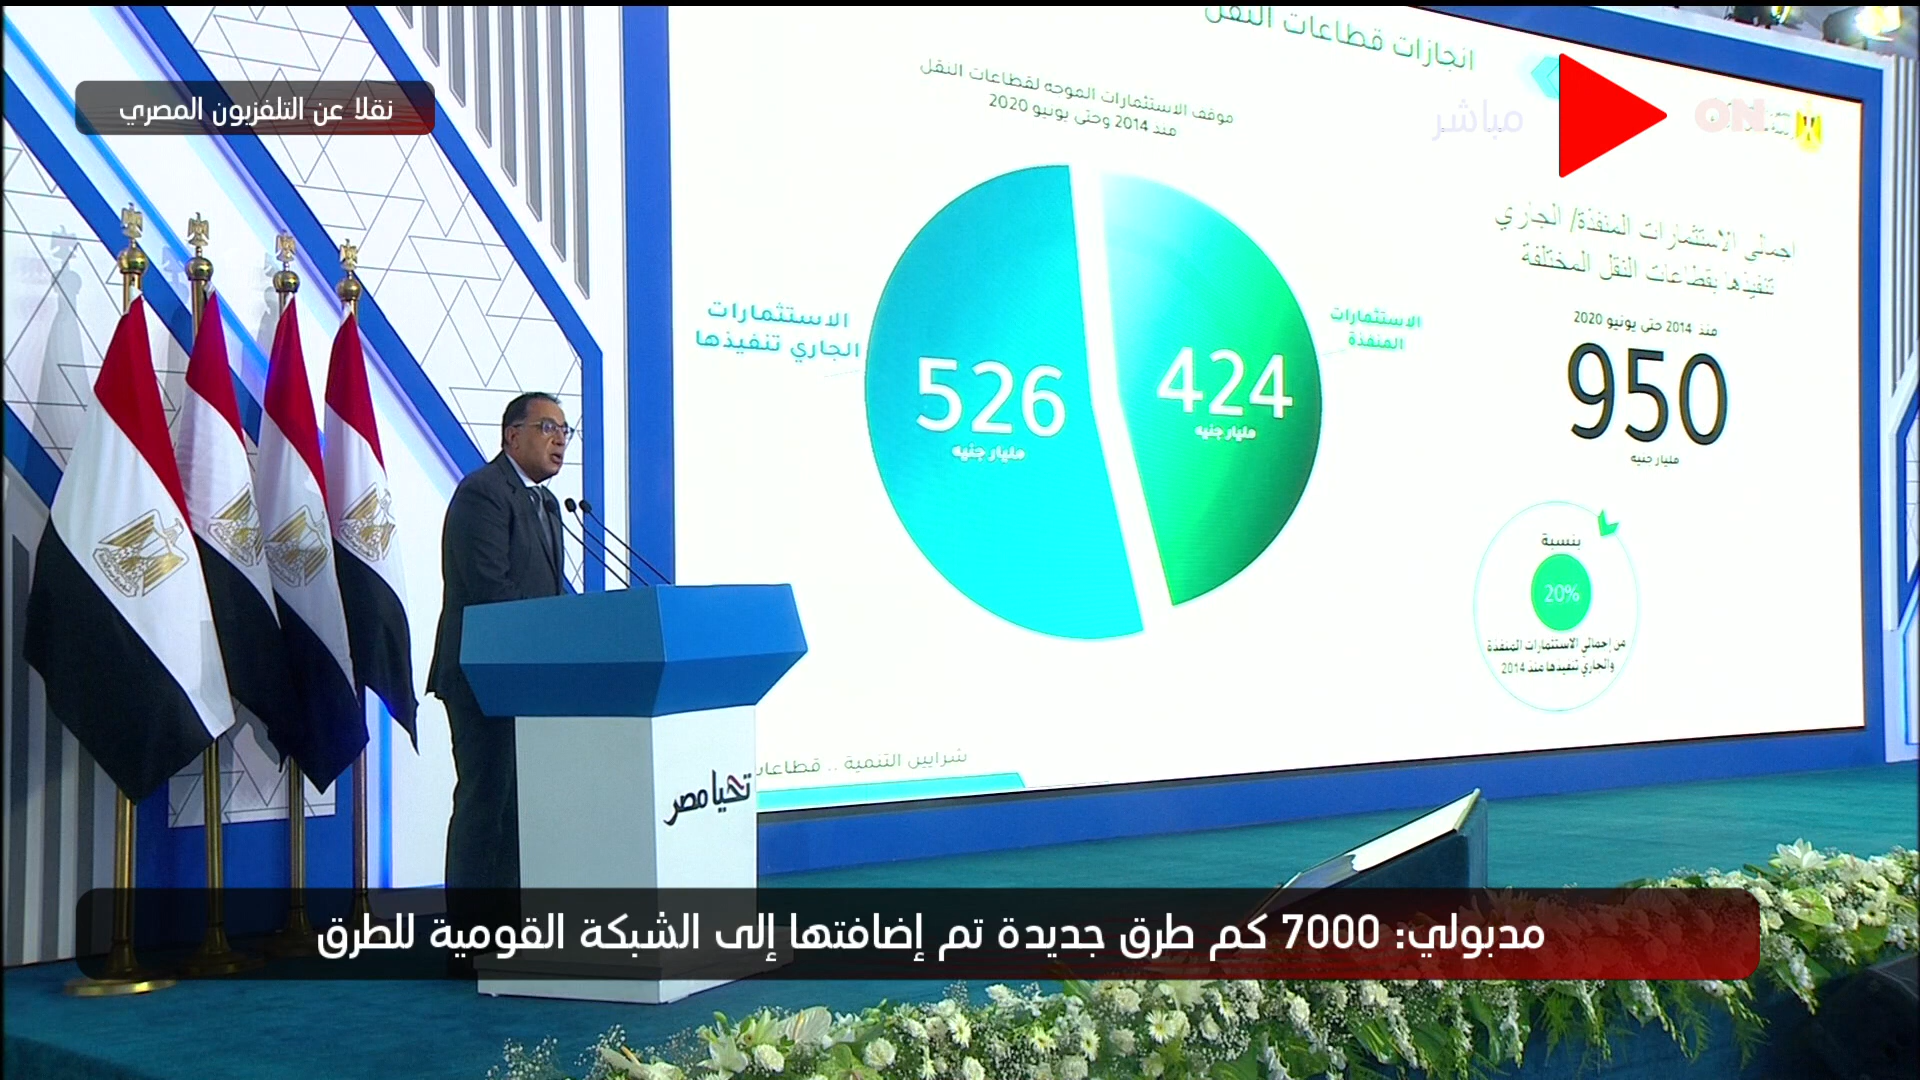 انجازات قطاعات النقل
نقلا عن التلفزيون المصري
مباشر
ON
موقف الاستثمارات الموجه لقطاعات النقل
منذ 2014 وحتى يونيو 2020
اجمالى الاستثمارات المنفذة/ الجاري
تنفيذها بقطاعات النقل المختلفة
منذ 2014 حتى يونيو 2020
950
مليار جنيه
الاستثمارات
المنفذة
424
مليار جنيه
الاستثمارات
الجاري تنفيذها
526
مليار جنيه
بنسبة
20%
من إجمالي الاستثمارات المنفذة
والجاري تنفيذها منذ 2014
شرايين التنمية .. قطاعات
تحيا مصر
مدبولي: 7000 كم طرق جديدة تم إضافتها إلى الشبكة القومية للطرق